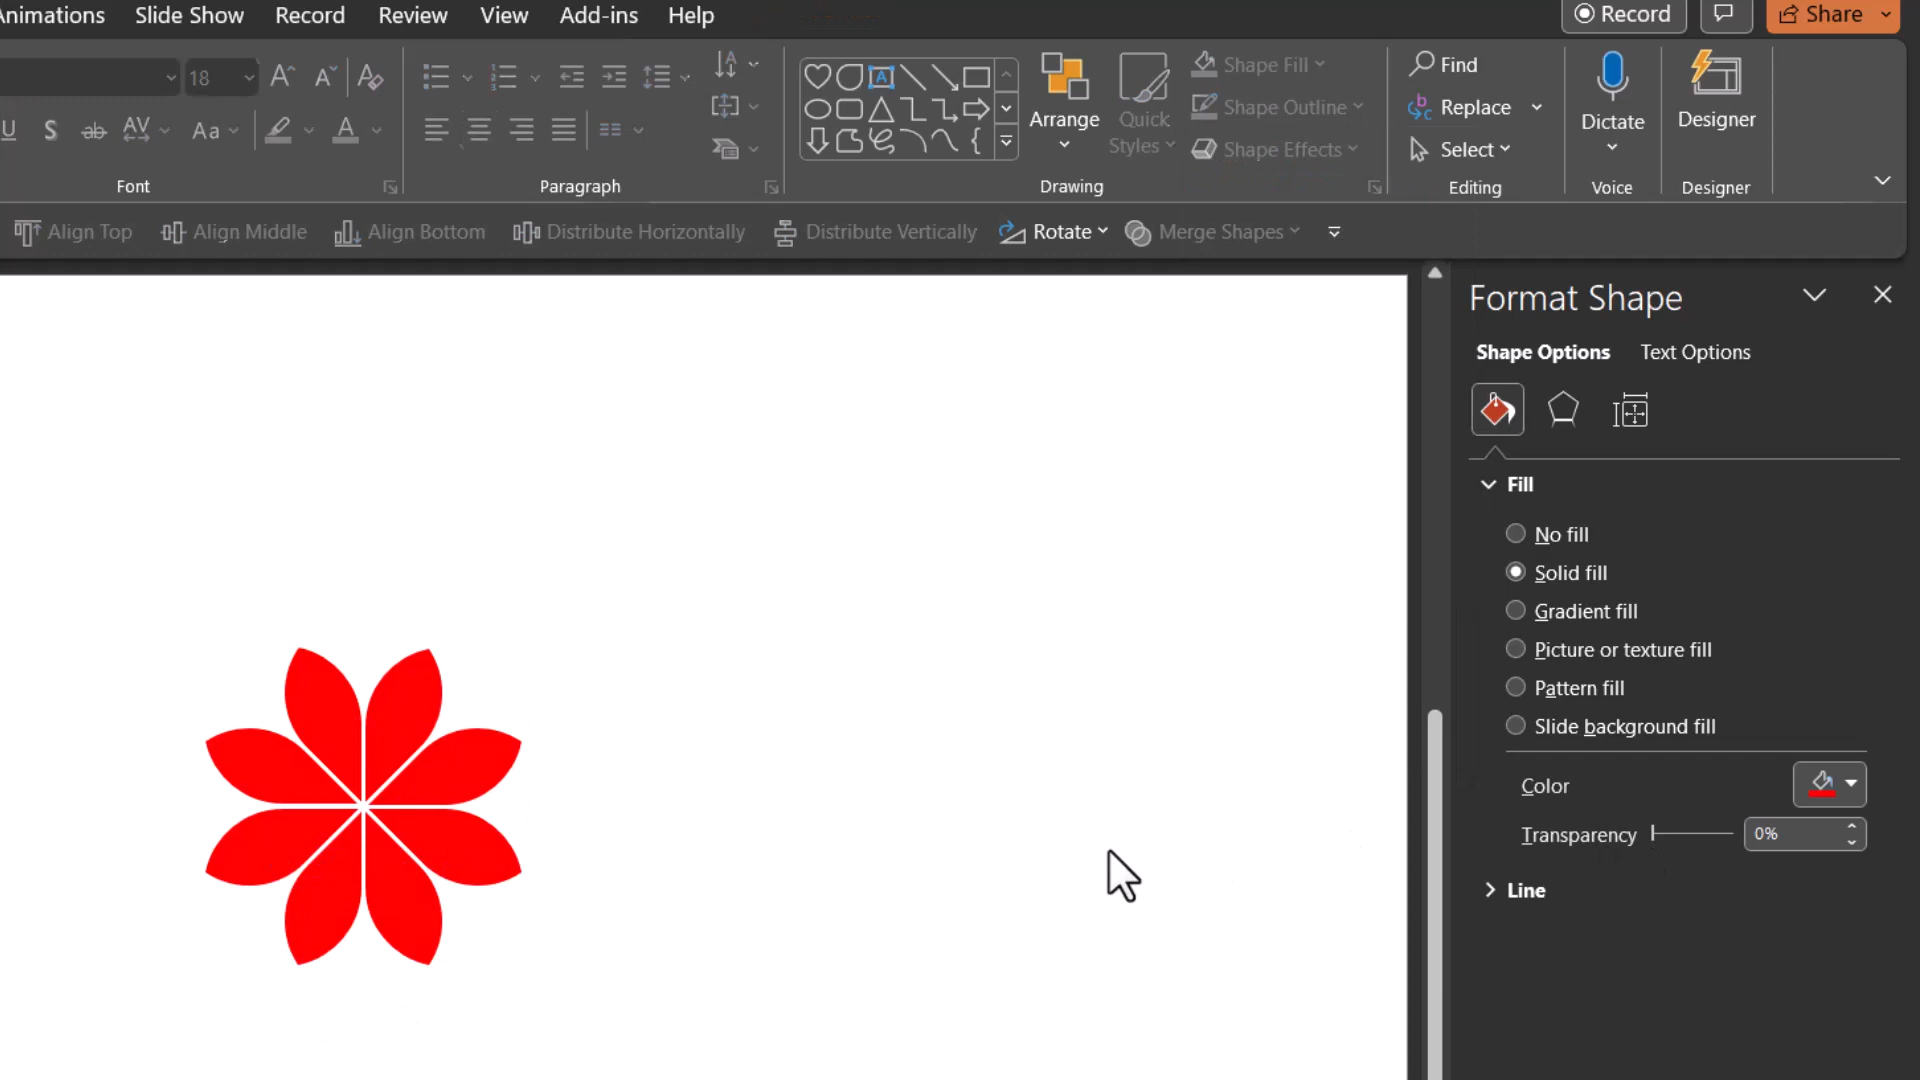 Animations Slide Show Record Review View Add-ins Help Record Share
18 Shape Fill Find
U S ab AV Aa A Arrange Quick Styles Shape Outline Replace Dictate Designer
Shape Effects Select
Font Paragraph Drawing Editing Voice Designer
Align Top Align Middle Align Bottom Distribute Horizontally Distribute Vertically Rotate Merge Shapes
Format Shape
Shape Options Text Options
Fill
No fill
Solid fill
Gradient fill
Picture or texture fill
Pattern fill
Slide background fill
Color
Transparency 0%
Line